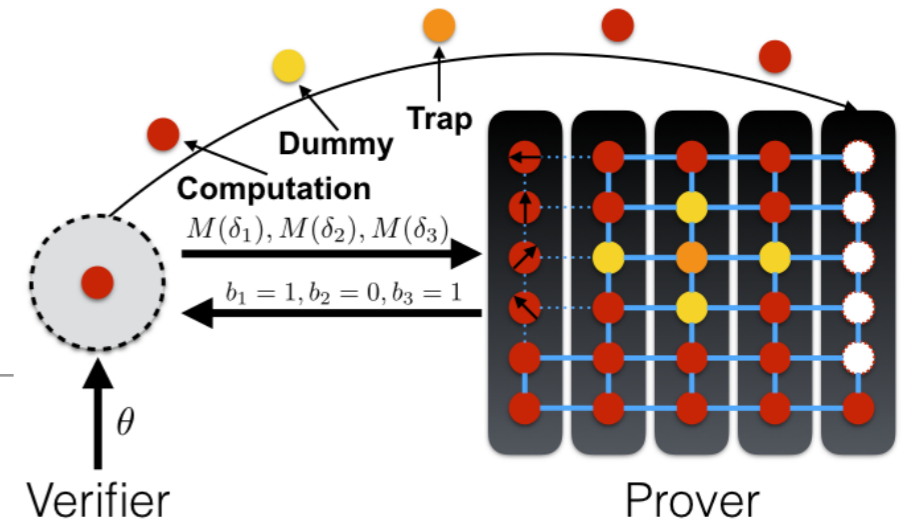 Trap
Dummy
Computation
M(δ₁), M(δ₂), M(δ₃)
b₁ = 1, b₂ = 0, b₃ = 1
θ
Verifier
Prover